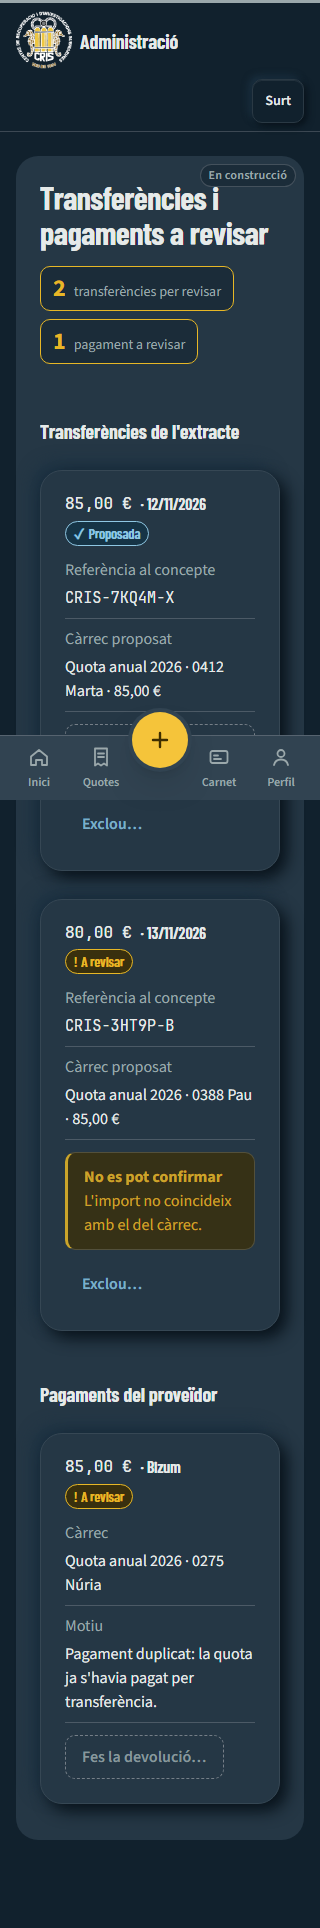 CRIS
Administració
Surt
En construcció
Transferències i
pagaments a revisar
2 transferències per revisar
1 pagament a revisar
Transferències de l'extracte
85,00 € · 12/11/2026
✓ Proposada
Referència al concepte
CRIS-7KQ4M-X
Càrrec proposat
Quota anual 2026 · 0412
Marta · 85,00 €
+
Inici
Quotes
Carnet
Perfil
Exclou…
80,00 € · 13/11/2026
! A revisar
Referència al concepte
CRIS-3HT9P-B
Càrrec proposat
Quota anual 2026 · 0388 Pau
· 85,00 €
No es pot confirmar
L'import no coincideix
amb el del càrrec.
Exclou…
Pagaments del proveïdor
85,00 € · Bizum
! A revisar
Càrrec
Quota anual 2026 · 0275
Núria
Motiu
Pagament duplicat: la quota
ja s'havia pagat per
transferència.
Fes la devolució…